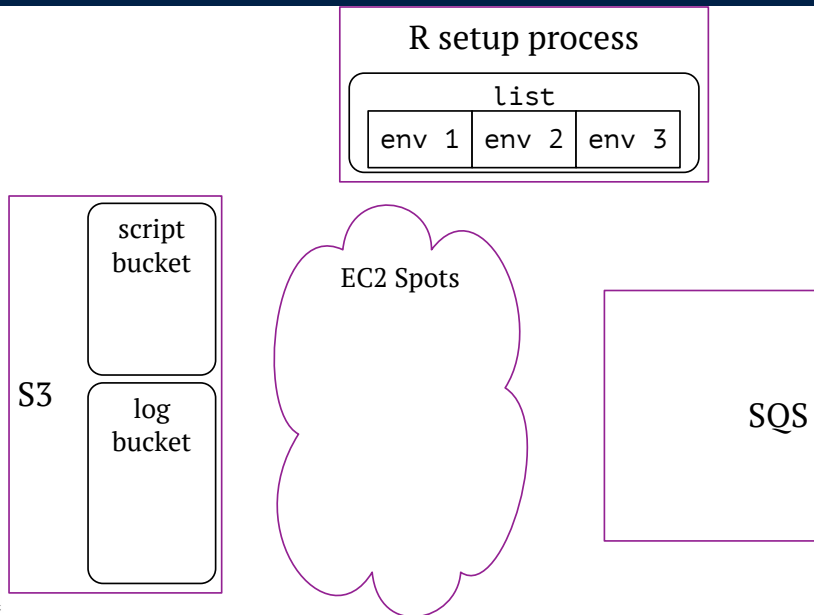 R setup process
list
env 1 env 2 env 3
script
bucket
EC2 Spots
S3
log
bucket
SQS